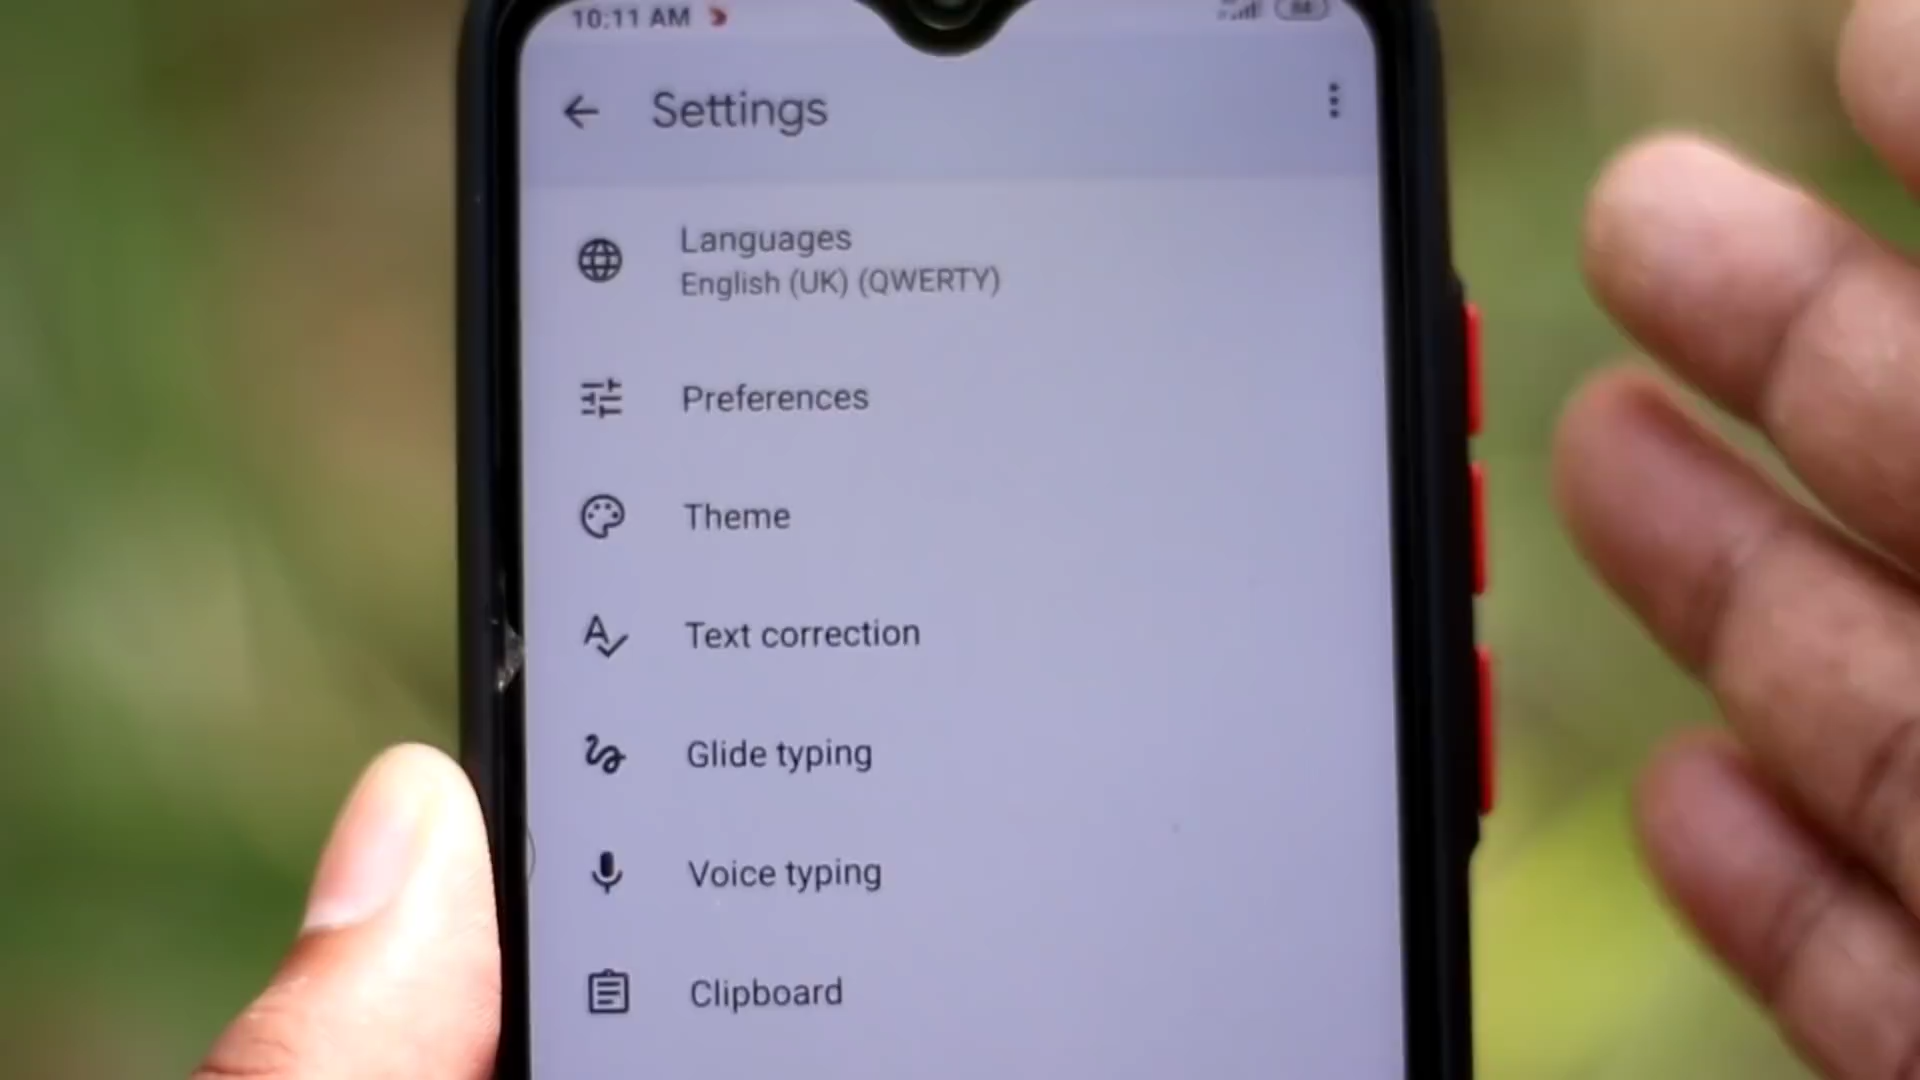 10:11 AM
Settings
Languages
English (UK) (QWERTY)
Preferences
Theme
Text correction
Glide typing
Voice typing
Clipboard